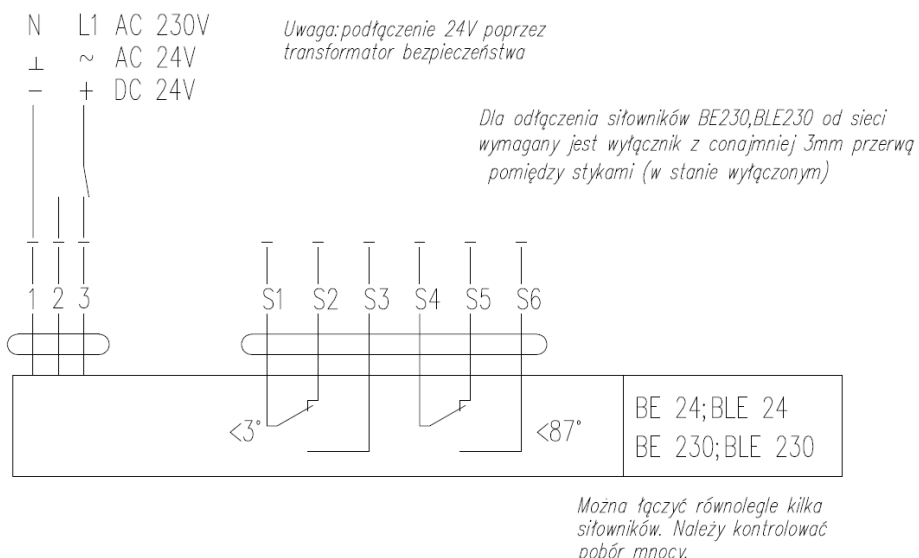 N L1 AC 230V
⊥ ~ AC 24V
− + DC 24V
Uwaga: podłączenie 24V poprzez
transformator bezpieczeństwa
Dla odłączenia siłowników BE230,BLE230 od sieci
wymagany jest wyłącznik z conajmniej 3mm przerwą
pomiędzy stykami (w stanie wyłączonym)
1 2 3 S1 S2 S3 S4 S5 S6
<3° <87°
BE 24; BLE 24
BE 230; BLE 230
Można łączyć równolegle kilka
siłowników. Należy kontrolować
pobór mnocy.